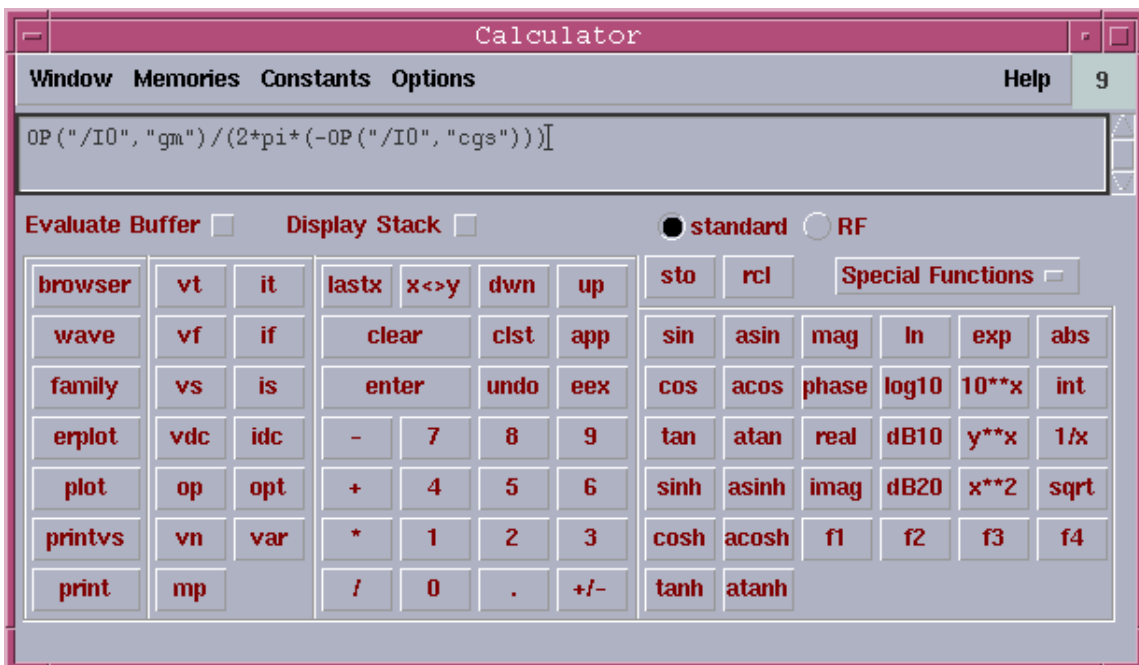 Calculator
Window Memories Constants Options Help 9
OP("/I0","gm")/(2*pi*(-OP("/I0","cgs")))
Evaluate Buffer Display Stack standard RF
browser vt it lastx x<>y dwn up sto rcl Special Functions
wave vf if clear clst app sin asin mag ln exp abs
family vs is enter undo eex cos acos phase log10 10**x int
erplot vdc idc - 7 8 9 tan atan real dB10 y**x 1/x
plot op opt + 4 5 6 sinh asinh imag dB20 x**2 sqrt
printvs vn var * 1 2 3 cosh acosh f1 f2 f3 f4
print mp / 0 . +/- tanh atanh